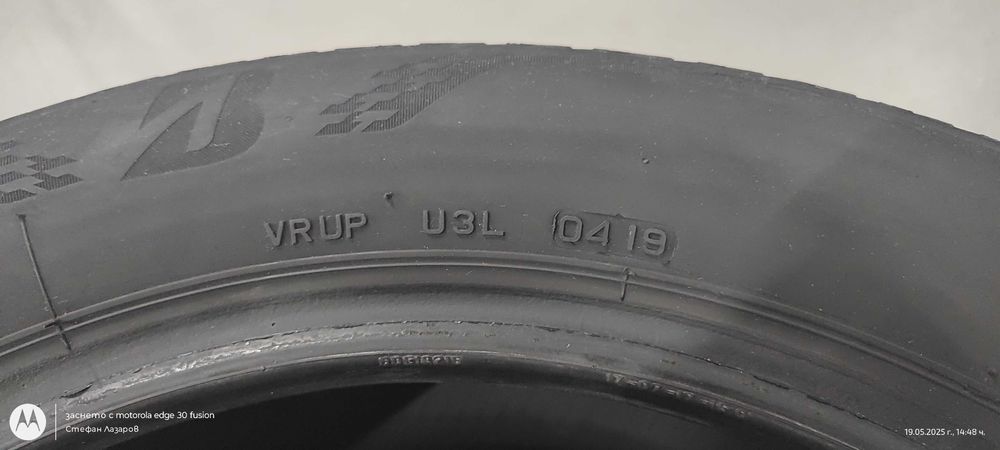 VRUP U3L 0419
заснето с motorola edge 30 fusion
Стефан Лазаров
19.05.2025 г., 14:48 ч.